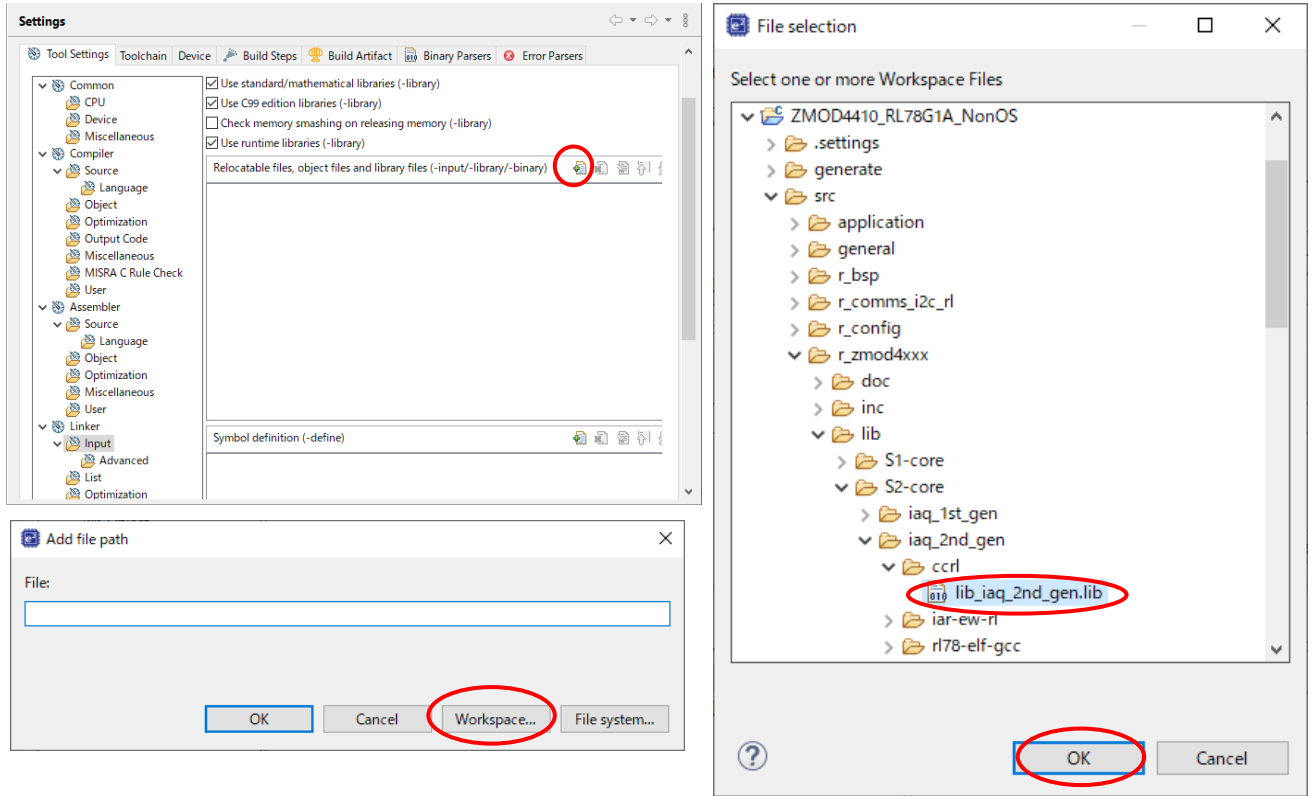 Settings
Tool Settings Toolchain Device Build Steps Build Artifact Binary Parsers Error Parsers
Common
CPU
Device
Miscellaneous
Compiler
Source
Language
Object
Optimization
Output Code
Miscellaneous
MISRA C Rule Check
User
Assembler
Source
Language
Object
Optimization
Miscellaneous
User
Linker
Input
Advanced
List
Optimization
Use standard/mathematical libraries (-library)
Use C99 edition libraries (-library)
Check memory smashing on releasing memory (-library)
Use runtime libraries (-library)
Relocatable files, object files and library files (-input/-library/-binary)
Symbol definition (-define)
Add file path
File:
OK Cancel Workspace... File system...
File selection
Select one or more Workspace Files
ZMOD4410_RL78G1A_NonOS
.settings
generate
src
application
general
r_bsp
r_comms_i2c_rl
r_config
r_zmod4xxx
doc
inc
lib
S1-core
S2-core
iaq_1st_gen
iaq_2nd_gen
ccrl
lib_iaq_2nd_gen.lib
iar-ew-rl
rl78-elf-gcc
OK Cancel